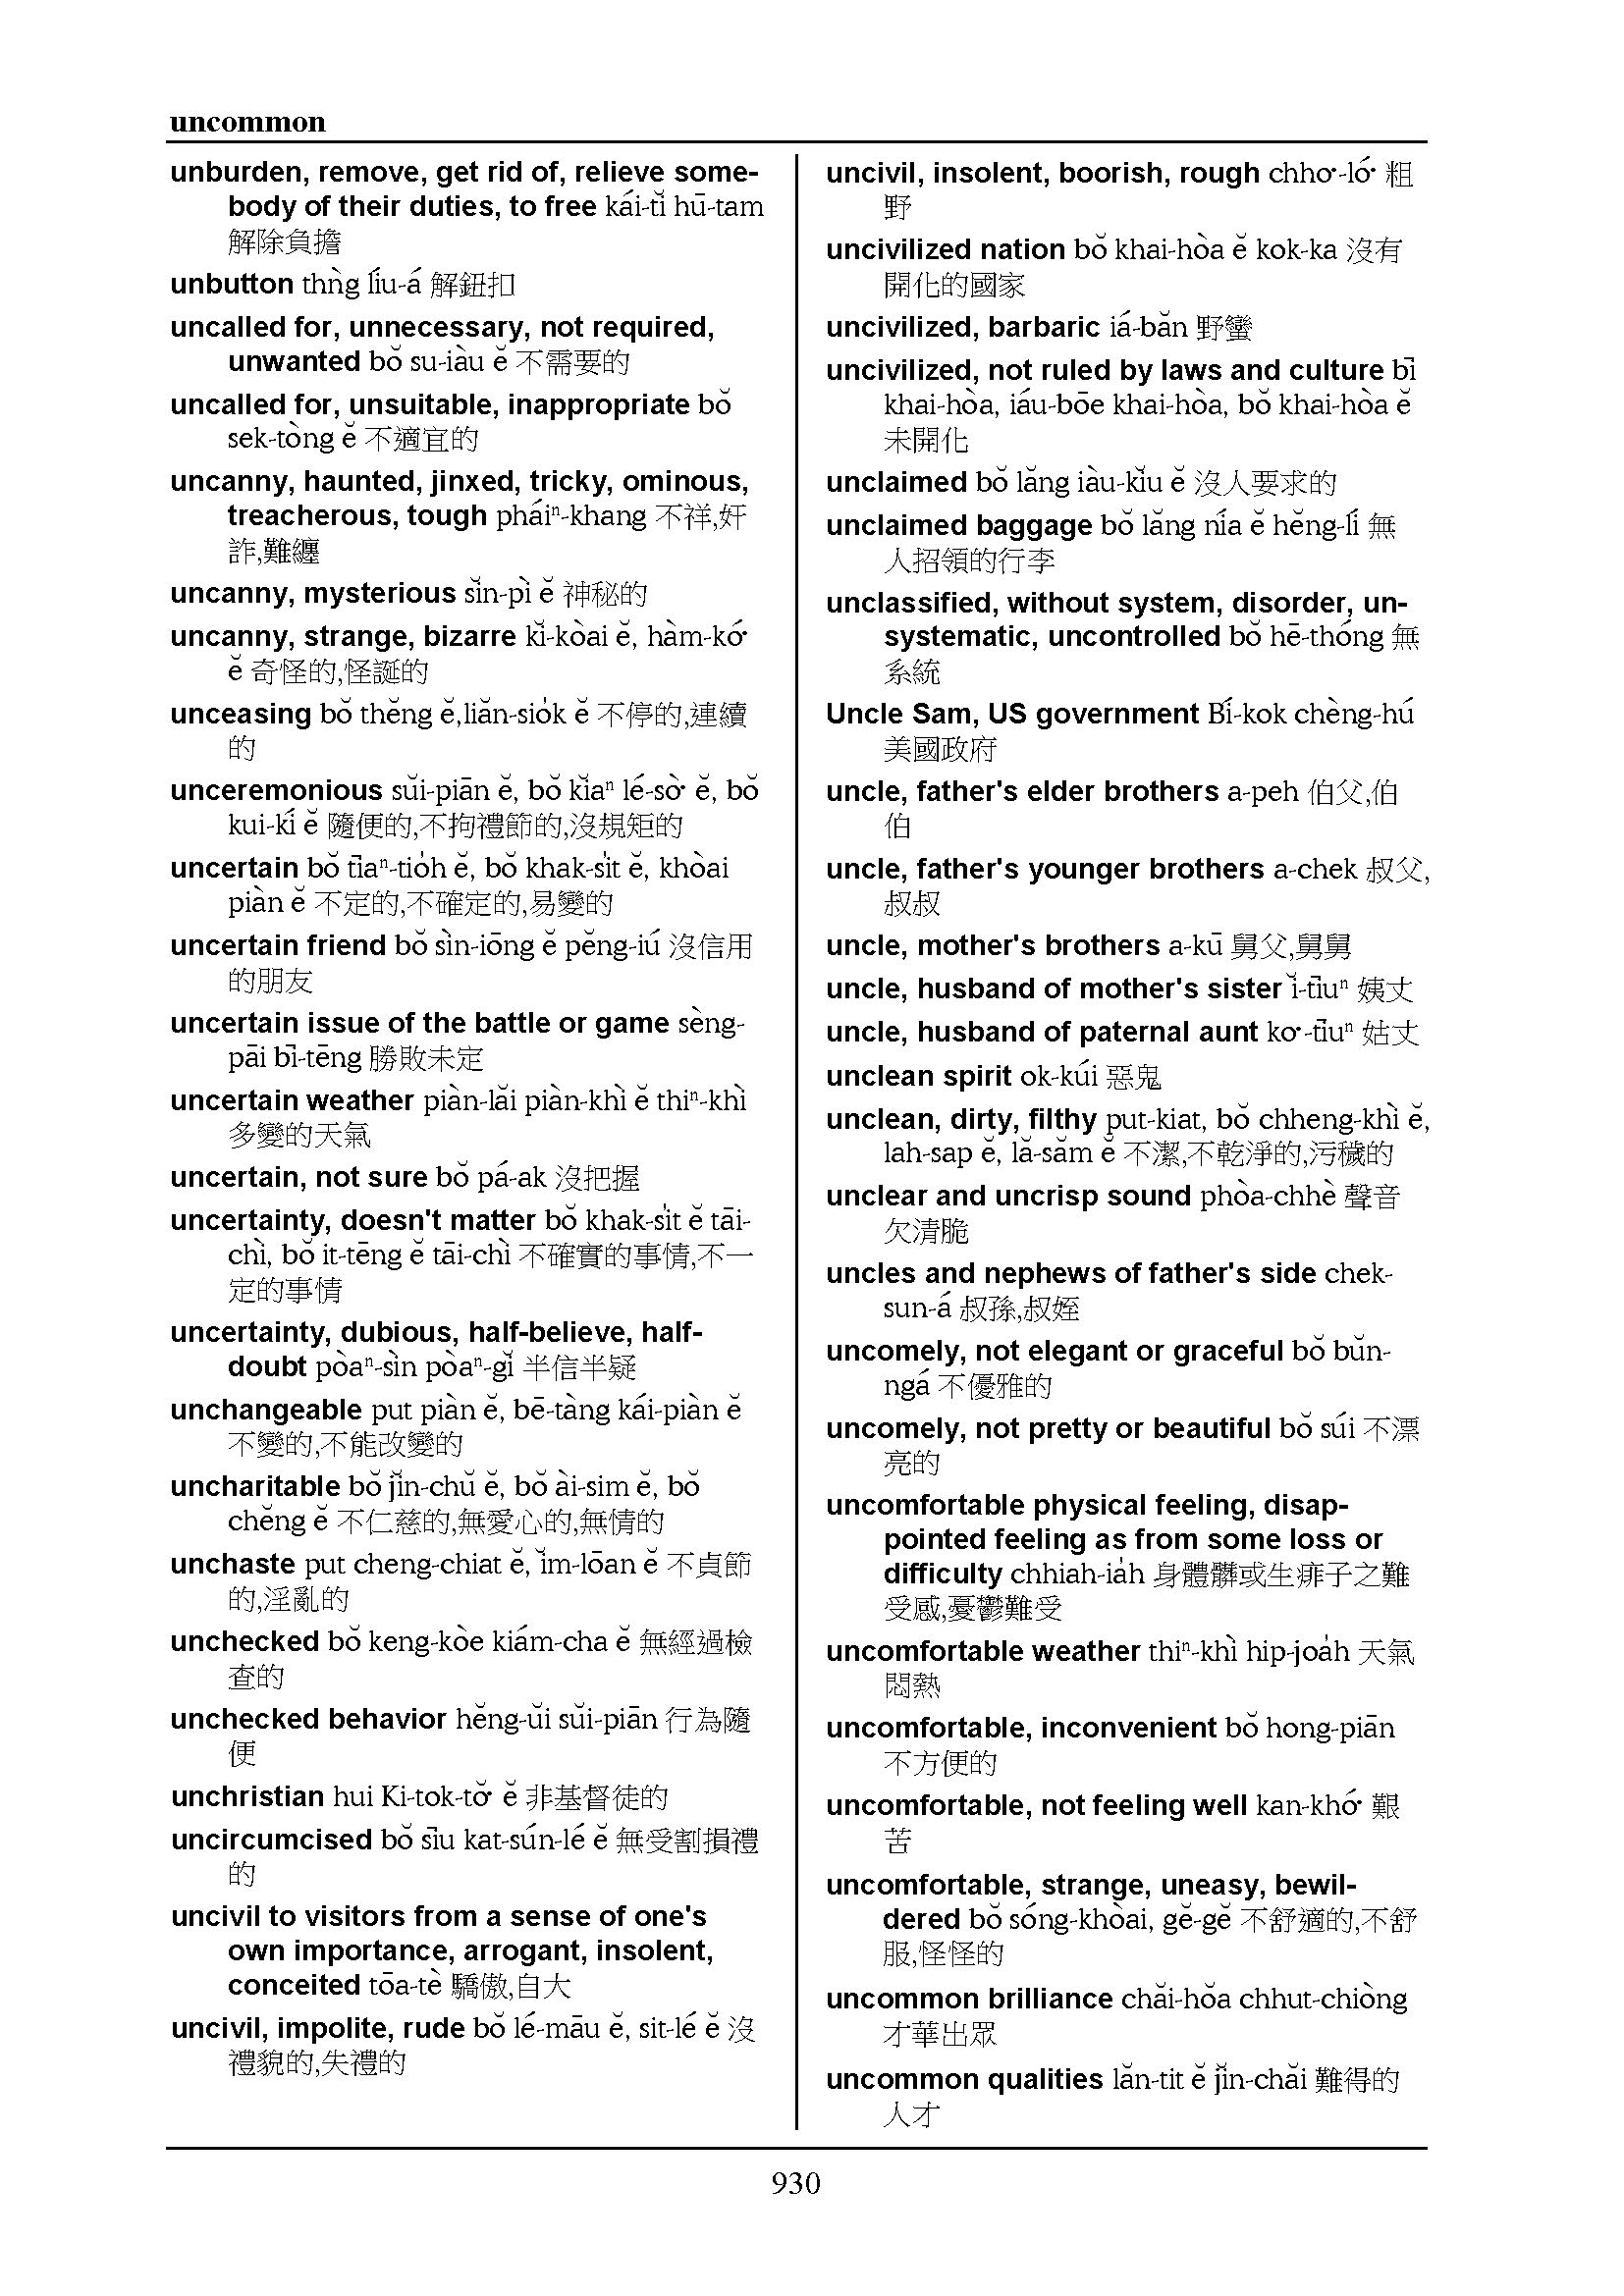 uncommon
unburden, remove, get rid of, relieve some-
body of their duties, to free kái-tĭ hū-tam
解除負擔
unbutton thǹg líu-á 解鈕扣
uncalled for, unnecessary, not required,
unwanted bŏ su-iàu ĕ 不需要的
uncalled for, unsuitable, inappropriate bŏ
sek-tòng ĕ 不適宜的
uncanny, haunted, jinxed, tricky, ominous,
treacherous, tough pháiⁿ-khang 不祥,奸
詐,難纏
uncanny, mysterious sĭn-pì ĕ 神秘的
uncanny, strange, bizarre kĭ-kòai ĕ, hàm-kó͘
ĕ 奇怪的,怪誕的
unceasing bŏ thĕng ĕ,liăn-sio̍k ĕ 不停的,連續
的
unceremonious sŭi-piān ĕ, bŏ kĭaⁿ lé-sò͘ ĕ, bŏ
kui-kí ĕ 隨便的,不拘禮節的,沒規矩的
uncertain bŏ tīaⁿ-tio̍h ĕ, bŏ khak-si̍t ĕ, khòai
piàn ĕ 不定的,不確定的,易變的
uncertain friend bŏ sìn-iōng ĕ pĕng-iú 沒信用
的朋友
uncertain issue of the battle or game sèng-
pāi bī-tēng 勝敗未定
uncertain weather piàn-lăi piàn-khì ĕ thiⁿ-khì
多變的天氣
uncertain, not sure bŏ pá-ak 沒把握
uncertainty, doesn't matter bŏ khak-si̍t ĕ tāi-
chì, bŏ it-tēng ĕ tāi-chì 不確實的事情,不一
定的事情
uncertainty, dubious, half-believe, half-
doubt pòaⁿ-sìn pòaⁿ-gĭ 半信半疑
unchangeable put piàn ĕ, bē-tàng kái-piàn ĕ
不變的,不能改變的
uncharitable bŏ jĭn-chŭ ĕ, bŏ ài-sim ĕ, bŏ
chĕng ĕ 不仁慈的,無愛心的,無情的
unchaste put cheng-chiat ĕ, ĭm-lōan ĕ 不貞節
的,淫亂的
unchecked bŏ keng-kòe kiám-cha ĕ 無經過檢
查的
unchecked behavior hĕng-ŭi sŭi-piān 行為隨
便
unchristian hui Ki-tok-tŏ͘ ĕ 非基督徒的
uncircumcised bŏ sīu kat-sún-lé ĕ 無受割損禮
的
uncivil to visitors from a sense of one's
own importance, arrogant, insolent,
conceited tōa-tè 驕傲,自大
uncivil, impolite, rude bŏ lé-māu ĕ, sit-lé ĕ 沒
禮貌的,失禮的
uncivil, insolent, boorish, rough chho͘-ló͘ 粗
野
uncivilized nation bŏ khai-hòa ĕ kok-ka 沒有
開化的國家
uncivilized, barbaric iá-băn 野蠻
uncivilized, not ruled by laws and culture bī
khai-hòa, iáu-bōe khai-hòa, bŏ khai-hòa ĕ
未開化
unclaimed bŏ lăng iàu-kĭu ĕ 沒人要求的
unclaimed baggage bŏ lăng nía ĕ hĕng-lí 無
人招領的行李
unclassified, without system, disorder, un-
systematic, uncontrolled bŏ hē-thóng 無
系統
Uncle Sam, US government Bí-kok chèng-hú
美國政府
uncle, father's elder brothers a-peh 伯父,伯
伯
uncle, father's younger brothers a-chek 叔父,
叔叔
uncle, mother's brothers a-kū 舅父,舅舅
uncle, husband of mother's sister ĭ-tīuⁿ 姨丈
uncle, husband of paternal aunt ko͘-tīuⁿ 姑丈
unclean spirit ok-kúi 惡鬼
unclean, dirty, filthy put-kiat, bŏ chheng-khì ĕ,
lah-sap ĕ, lă-săm ĕ 不潔,不乾淨的,污穢的
unclear and uncrisp sound phòa-chhè 聲音
欠清脆
uncles and nephews of father's side chek-
sun-á 叔孫,叔姪
uncomely, not elegant or graceful bŏ bŭn-
ngá 不優雅的
uncomely, not pretty or beautiful bŏ súi 不漂
亮的
uncomfortable physical feeling, disap-
pointed feeling as from some loss or
difficulty chhiah-ia̍h 身體髒或生痱子之難
受感,憂鬱難受
uncomfortable weather thiⁿ-khì hip-joa̍h 天氣
悶熱
uncomfortable, inconvenient bŏ hong-piān
不方便的
uncomfortable, not feeling well kan-khó͘ 艱
苦
uncomfortable, strange, uneasy, bewil-
dered bŏ sóng-khòai, gĕ-gĕ 不舒適的,不舒
服,怪怪的
uncommon brilliance chăi-hŏa chhut-chiòng
才華出眾
uncommon qualities lăn-tit ĕ jĭn-chăi 難得的
人才
930